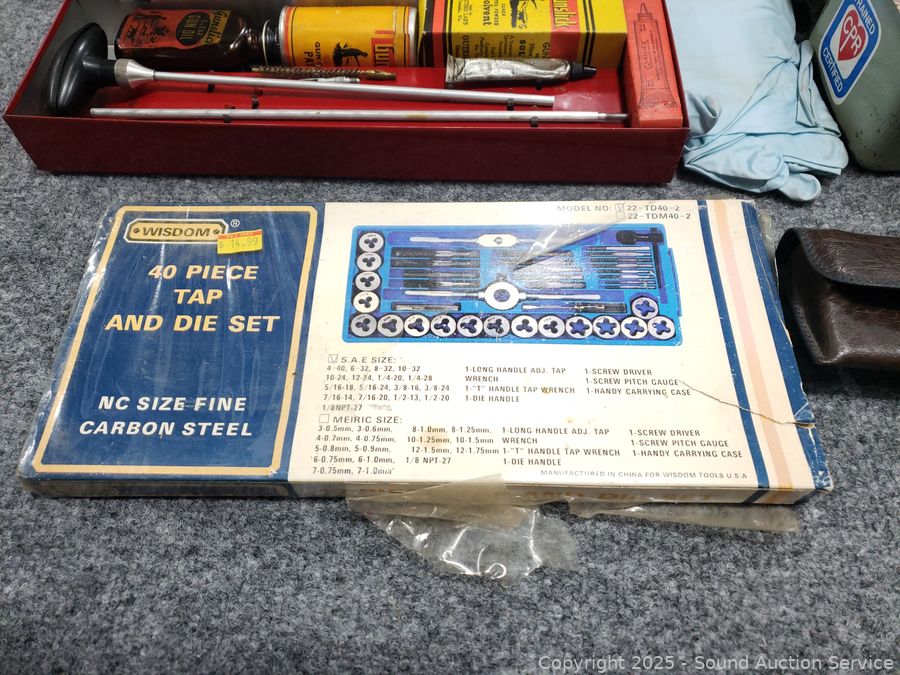 Gunslick
GUN
Gunslick
TRAINED
CPR
CERTIFIED
WISDOM®
$ 14.99
40 PIECE
TAP
AND DIE SET
NC SIZE FINE
CARBON STEEL
MODEL NO: ☑ 22-TD40-2
☐ 22-TDM40-2
☑ S.A.E SIZE:
4-40, 6-32, 8-32, 10-32
10-24, 12-24, 1/4-20, 1/4-28
5/16-18, 5/16-24, 3/8-16, 3/8-24
7/16-14, 7/16-20, 1/2-13, 1/2-20
1/8NPT-27
1-LONG HANDLE ADJ. TAP
WRENCH
1-"T" HANDLE TAP WRENCH
1-DIE HANDLE
1-SCREW DRIVER
1-SCREW PITCH GAUGE
1-HANDY CARRYING CASE
☐ MEIRIC SIZE:
3-0.5mm, 3-0.6mm,
4-0.7mm, 4-0.75mm,
5-0.8mm, 5-0.9mm,
6-0.75mm, 6-1.0mm,
7-0.75mm, 7-1.0mm
8-1.0mm, 8-1.25mm,
10-1.25mm, 10-1.5mm
12-1.5mm, 12-1.75mm
1/8 NPT-27
1-LONG HANDLE ADJ. TAP
WRENCH
1-"T" HANDLE TAP WRENCH
1-DIE HANDLE
1-SCREW DRIVER
1-SCREW PITCH GAUGE
1-HANDY CARRYING CASE
MANUFACTURED IN CHINA FOR WISDOM TOOLS U.S.A
Copyright © 2025 - Sound Auction Service